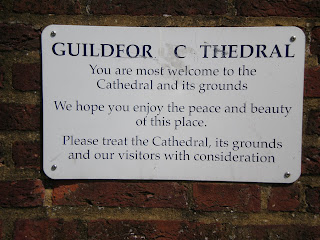 GUILDFOR C THEDRAL
You are most welcome to the
Cathedral and its grounds
We hope you enjoy the peace and beauty
of this place.
Please treat the Cathedral, its grounds
and our visitors with consideration